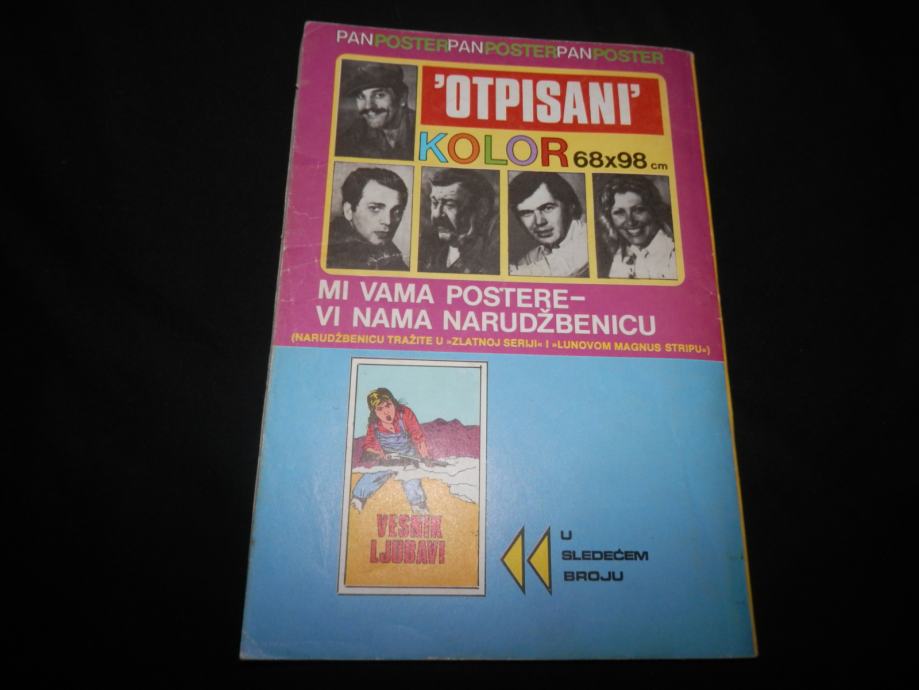 PANPOSTERPANPOSTERPANPOSTER
'OTPISANI'
KOLOR 68x98 cm
MI VAMA POSTERE–
VI NAMA NARUDŽBENICU
(NARUDŽBENICU TRAŽITE U »ZLATNOJ SERIJI« I »LUNOVOM MAGNUS STRIPU«)
VESNIK
LJUBAVI
U
SLEDEĆEM
BROJU